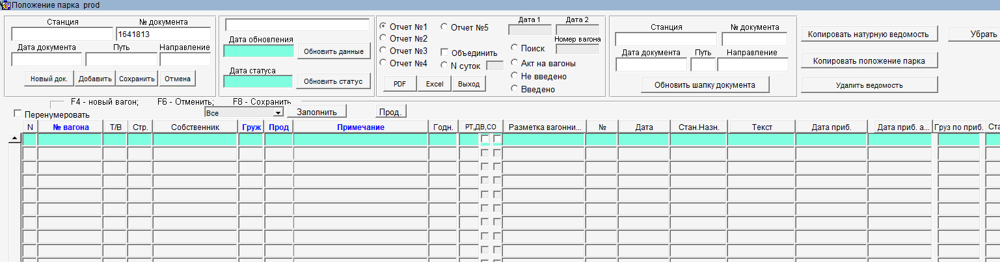 Положение парка prod
Станция
№ документа
1641813
Дата документа
Путь
Направление
Новый док.
Добавить
Сохранить
Отмена
Дата обновления
Обновить данные
Дата статуса
Обновить статус
Отчет №1
Отчет №2
Отчет №3
Отчет №4
Отчет №5
Объединить
N суток
PDF
Excel
Выход
Дата 1
Дата 2
Номер вагона
Поиск
Акт на вагоны
Не введено
Введено
Станция
№ документа
Дата документа
Путь
Направление
Обновить шапку документа
Копировать натурную ведомость
Убрать
Копировать положение парка
Удалить ведомость
F4 - новый вагон; F6 - Отменить; F8 - Сохранить
Перенумеровать
Все
Заполнить
Прод.
N № вагона Т/В Стр. Собственник Груж Прод Примечание Годн. РТ,ДВ,СО Разметка вагонни... № Дата Стан.Назн. Текст Дата приб. Дата приб. а... Груз по приб. Ста